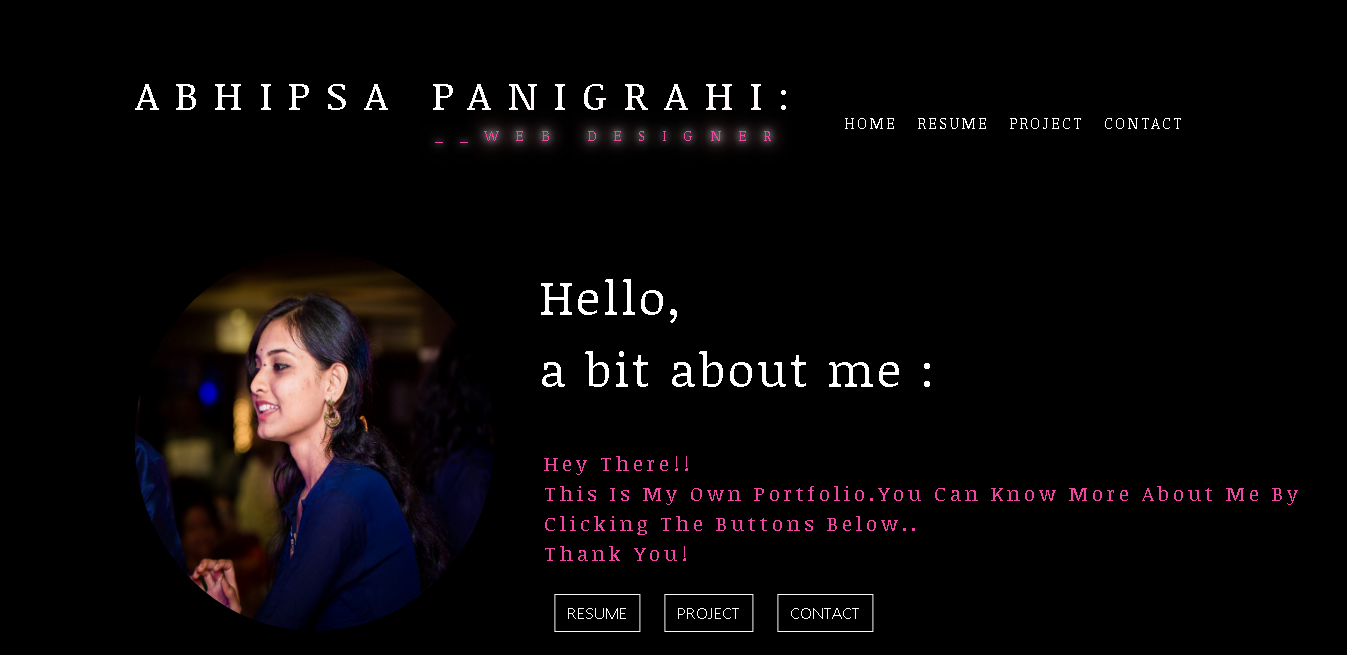 ABHIPSA PANIGRAHI:
__WEB DESIGNER
HOME RESUME PROJECT CONTACT
Hello,
a bit about me :
Hey There!!
This Is My Own Portfolio.You Can Know More About Me By
Clicking The Buttons Below..
Thank You!
RESUME PROJECT CONTACT